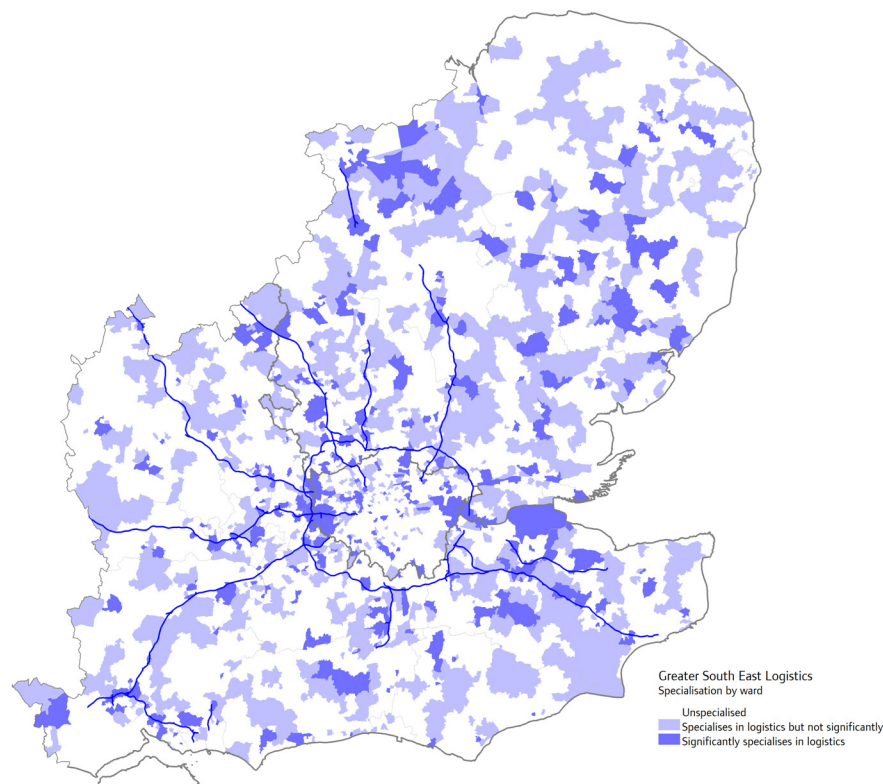 Greater South East Logistics
Specialisation by ward
Unspecialised
Specialises in logistics but not significantly
Significantly specialises in logistics